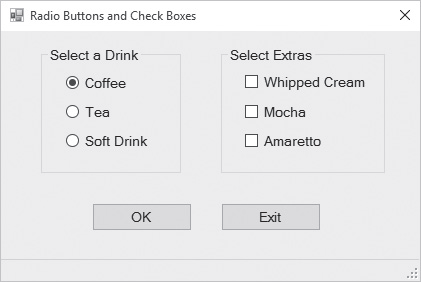 Radio Buttons and Check Boxes
Select a Drink
Coffee
Tea
Soft Drink
Select Extras
Whipped Cream
Mocha
Amaretto
OK
Exit